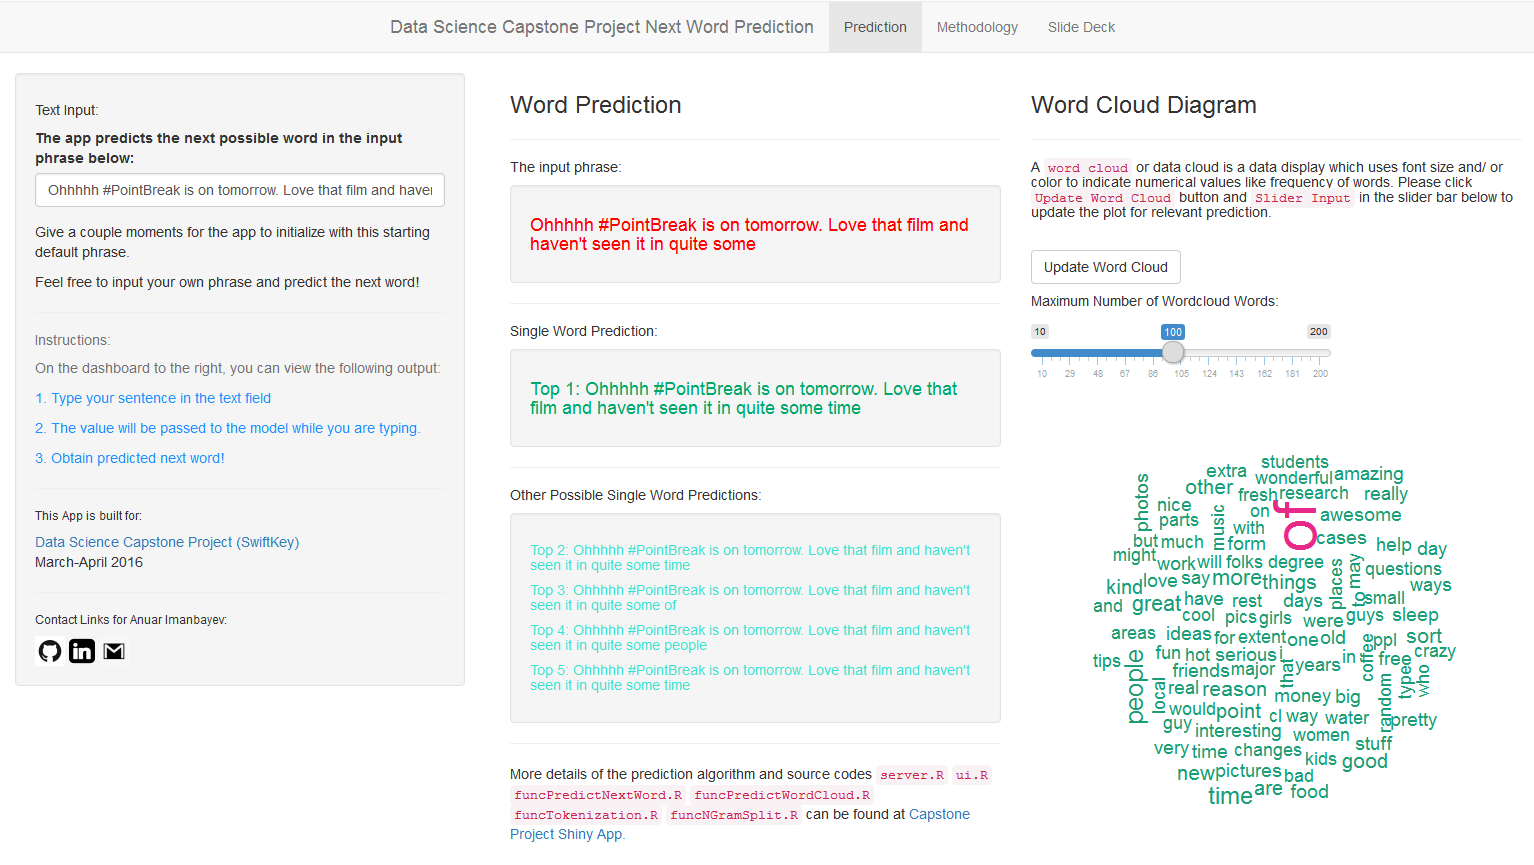 Data Science Capstone Project Next Word Prediction
Prediction
Methodology
Slide Deck
Text Input:
The app predicts the next possible word in the input
phrase below:
Ohhhhh #PointBreak is on tomorrow. Love that film and haven
Give a couple moments for the app to initialize with this starting
default phrase.
Feel free to input your own phrase and predict the next word!
Instructions:
On the dashboard to the right, you can view the following output:
1. Type your sentence in the text field
2. The value will be passed to the model while you are typing.
3. Obtain predicted next word!
This App is built for:
Data Science Capstone Project (SwiftKey)
March-April 2016
Contact Links for Anuar Imanbayev:
in
Word Prediction
The input phrase:
Ohhhhh #PointBreak is on tomorrow. Love that film and
haven't seen it in quite some
Single Word Prediction:
Top 1: Ohhhhh #PointBreak is on tomorrow. Love that
film and haven't seen it in quite some time
Other Possible Single Word Predictions:
Top 2: Ohhhhh #PointBreak is on tomorrow. Love that film and haven't
seen it in quite some time
Top 3: Ohhhhh #PointBreak is on tomorrow. Love that film and haven't
seen it in quite some of
Top 4: Ohhhhh #PointBreak is on tomorrow. Love that film and haven't
seen it in quite some people
Top 5: Ohhhhh #PointBreak is on tomorrow. Love that film and haven't
seen it in quite some time
More details of the prediction algorithm and source codes server.R ui.R
funcPredictNextWord.R funcPredictWordCloud.R
funcTokenization.R funcNGramSplit.R can be found at Capstone
Project Shiny App.
Word Cloud Diagram
A word cloud or data cloud is a data display which uses font size and/ or
color to indicate numerical values like frequency of words. Please click
Update Word Cloud button and Slider Input in the slider bar below to
update the plot for relevant prediction.
Update Word Cloud
Maximum Number of Wordcloud Words:
10 100 200
10 29 48 67 86 105 124 143 162 181 200
students
extra wonderful amazing
photos other fresh research really
nice music on of awesome
parts with cases
but much form help day
might work will folks degree places may questions
kind love say more things to small ways
and great have rest days guys sleep
cool pics girls were
areas ideas for extent one old coffee ppl sort
tips people fun hot serious i that years in free crazy
friends major random types who
local real reason money big
would point cl way water pretty
guy interesting women
very time changes kids stuff
new pictures bad good
time are food